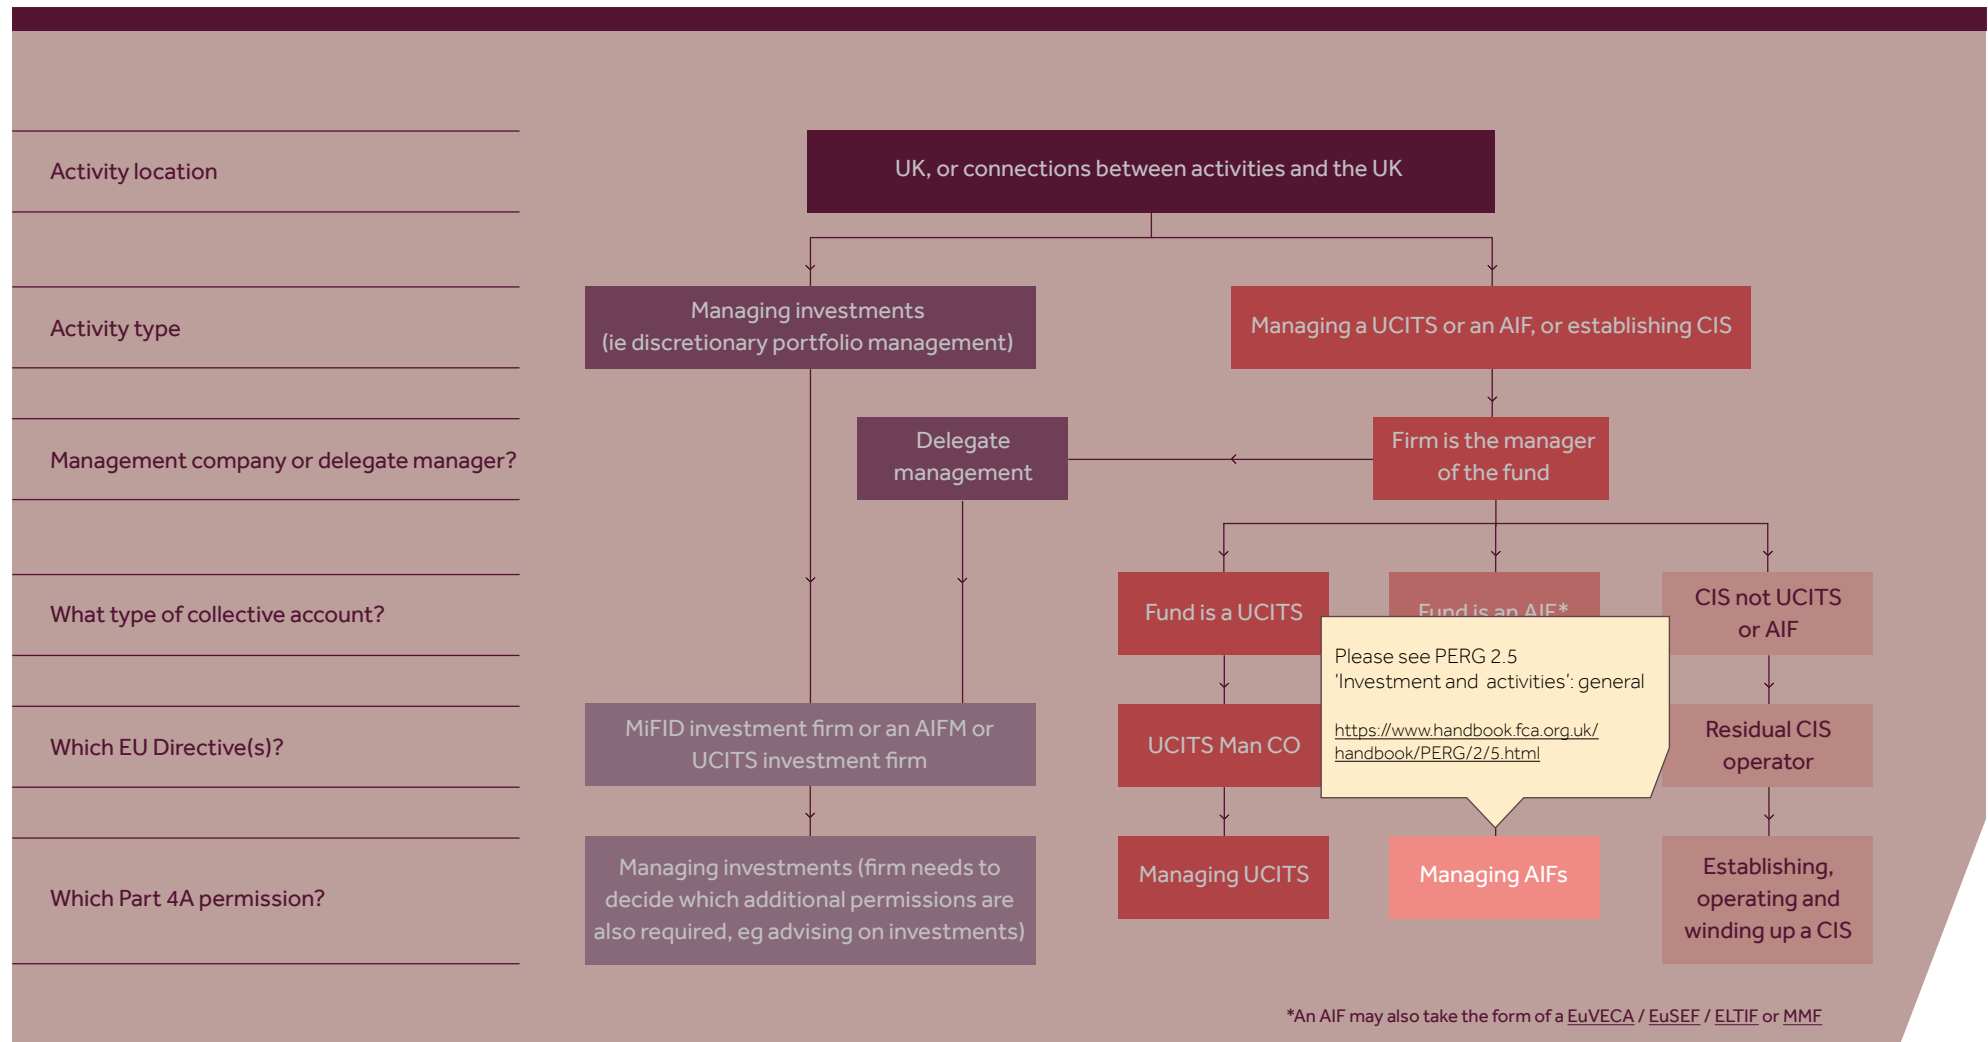 Activity location
UK, or connections between activities and the UK
Activity type
Managing investments
(ie discretionary portfolio management)
Managing a UCITS or an AIF, or establishing CIS
Management company or delegate manager?
Delegate
management
Firm is the manager
of the fund
What type of collective account?
Fund is a UCITS
Fund is an AIF*
CIS not UCITS
or AIF
Please see PERG 2.5
'Investment and activities': general
https://www.handbook.fca.org.uk/
handbook/PERG/2/5.html
Which EU Directive(s)?
MiFID investment firm or an AIFM or
UCITS investment firm
UCITS Man CO
Residual CIS
operator
Which Part 4A permission?
Managing investments (firm needs to
decide which additional permissions are
also required, eg advising on investments)
Managing UCITS
Managing AIFs
Establishing,
operating and
winding up a CIS
*An AIF may also take the form of a EuVECA / EuSEF / ELTIF or MMF